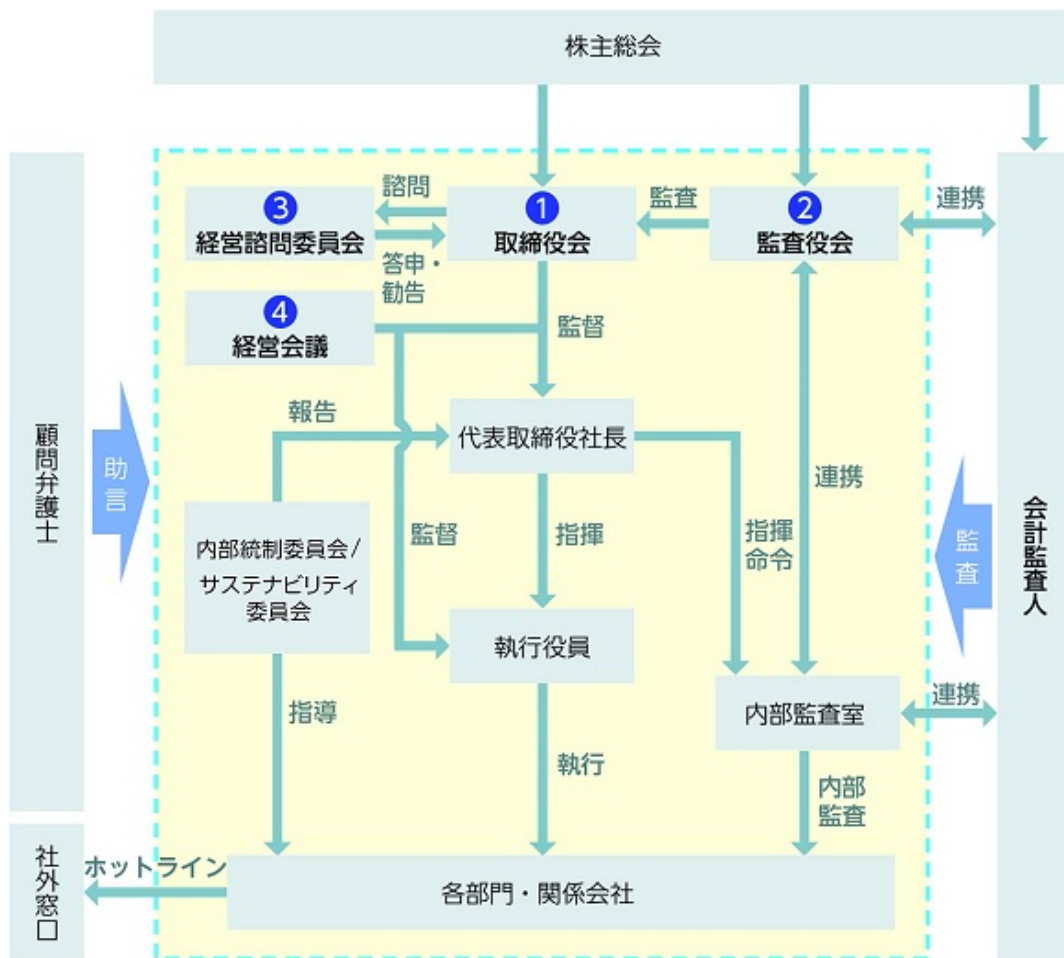 株主総会
諮問
監査
連携
③
経営諮問委員会
①
取締役会
②
監査役会
答申・
勧告
④
経営会議
監督
報告
代表取締役社長
顧問弁護士
助言
連携
監査
会計監査人
内部統制委員会/
サステナビリティ
委員会
監督
指揮
指揮
命令
執行役員
内部監査室
連携
指導
執行
内部
監査
社外窓口
ホットライン
各部門・関係会社